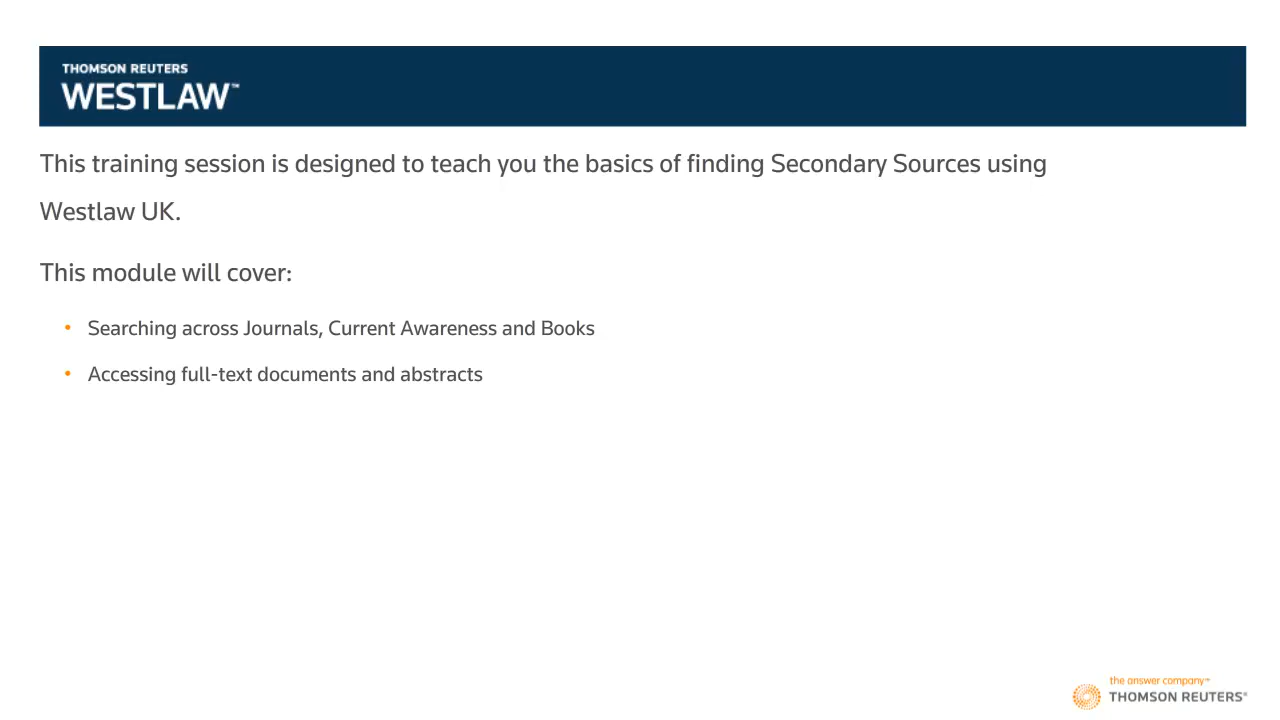 THOMSON REUTERS
WESTLAW™
This training session is designed to teach you the basics of finding Secondary Sources using
Westlaw UK.
This module will cover:
• Searching across Journals, Current Awareness and Books
• Accessing full-text documents and abstracts
the answer company™
THOMSON REUTERS®